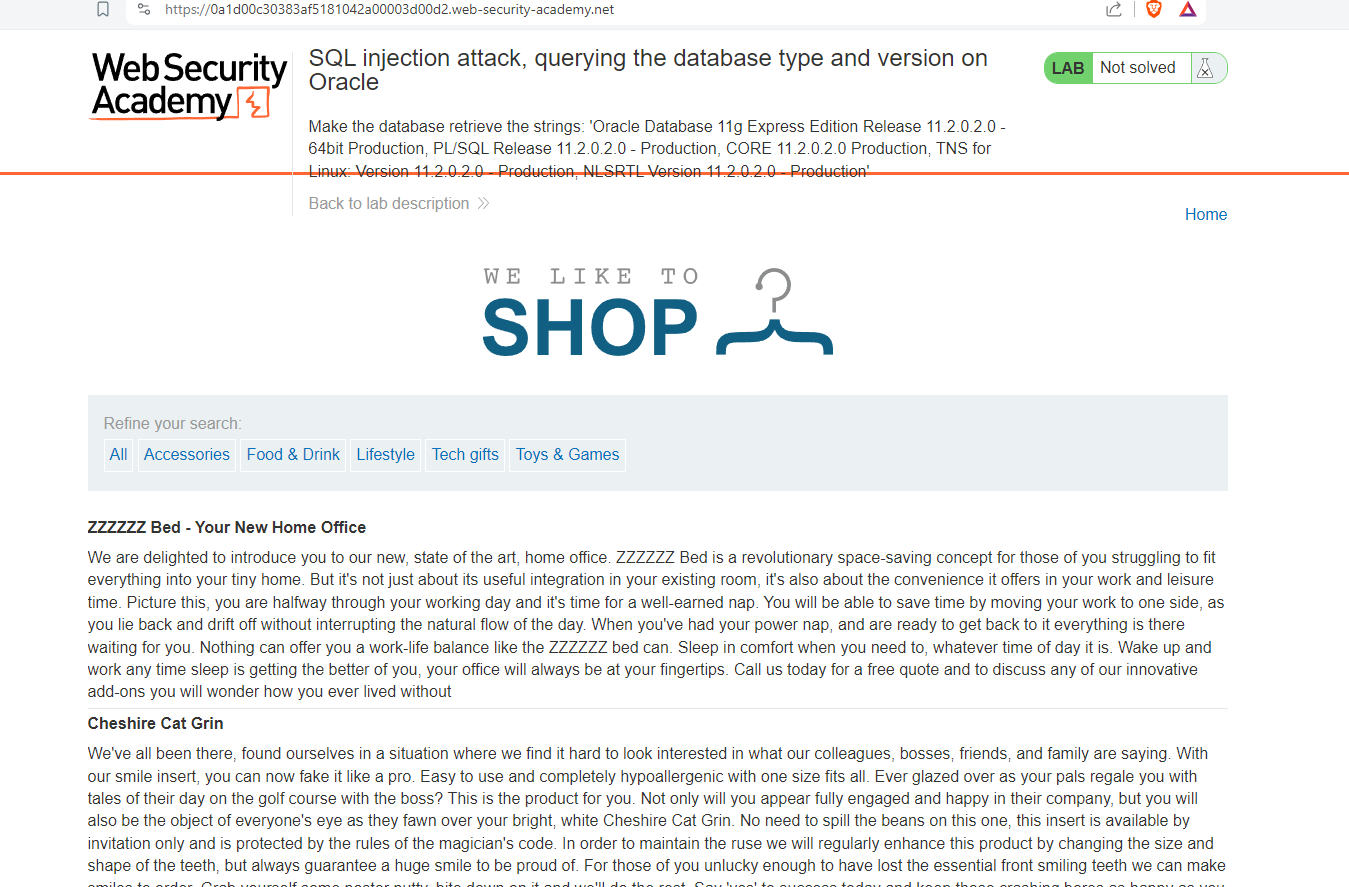 https://0a1d00c30383af5181042a00003d00d2.web-security-academy.net
Web Security
Academy
SQL injection attack, querying the database type and version on
Oracle
LAB Not solved
Make the database retrieve the strings: 'Oracle Database 11g Express Edition Release 11.2.0.2.0 -
64bit Production, PL/SQL Release 11.2.0.2.0 - Production, CORE 11.2.0.2.0 Production, TNS for
Linux: Version 11.2.0.2.0 - Production, NLSRTL Version 11.2.0.2.0 - Production'
Back to lab description
Home
WE LIKE TO
SHOP
Refine your search:
All Accessories Food & Drink Lifestyle Tech gifts Toys & Games
ZZZZZZ Bed - Your New Home Office
We are delighted to introduce you to our new, state of the art, home office. ZZZZZZ Bed is a revolutionary space-saving concept for those of you struggling to fit
everything into your tiny home. But it's not just about its useful integration in your existing room, it's also about the convenience it offers in your work and leisure
time. Picture this, you are halfway through your working day and it's time for a well-earned nap. You will be able to save time by moving your work to one side, as
you lie back and drift off without interrupting the natural flow of the day. When you've had your power nap, and are ready to get back to it everything is there
waiting for you. Nothing can offer you a work-life balance like the ZZZZZZ bed can. Sleep in comfort when you need to, whatever time of day it is. Wake up and
work any time sleep is getting the better of you, your office will always be at your fingertips. Call us today for a free quote and to discuss any of our innovative
add-ons you will wonder how you ever lived without
Cheshire Cat Grin
We've all been there, found ourselves in a situation where we find it hard to look interested in what our colleagues, bosses, friends, and family are saying. With
our smile insert, you can now fake it like a pro. Easy to use and completely hypoallergenic with one size fits all. Ever glazed over as your pals regale you with
tales of their day on the golf course with the boss? This is the product for you. Not only will you appear fully engaged and happy in their company, but you will
also be the object of everyone's eye as they fawn over your bright, white Cheshire Cat Grin. No need to spill the beans on this one, this insert is available by
invitation only and is protected by the rules of the magician's code. In order to maintain the ruse we will regularly enhance this product by changing the size and
shape of the teeth, but always guarantee a huge smile to be proud of. For those of you unlucky enough to have lost the essential front smiling teeth we can make